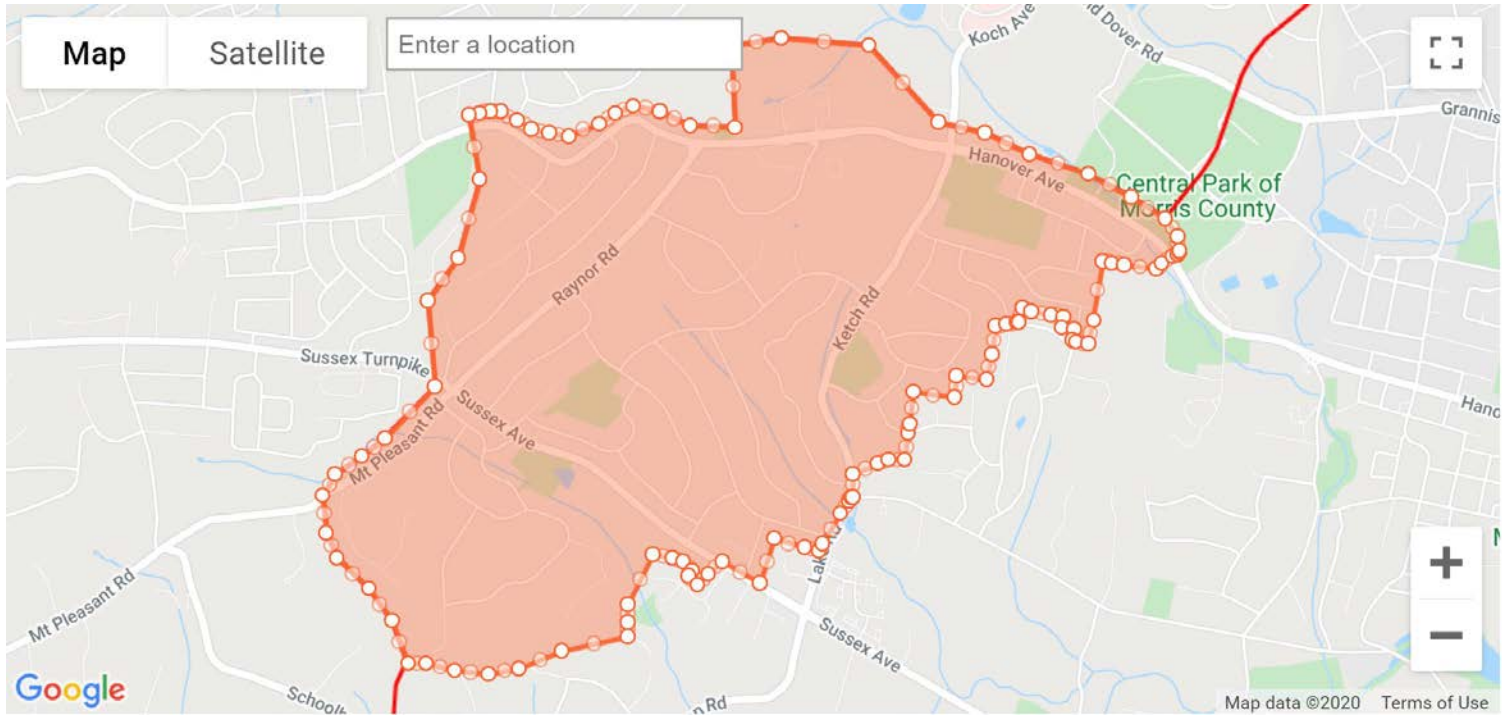 Map
Satellite
Enter a location
Koch Ave
Dover Rd
Grannis
Hanover Ave
Central Park of
Morris County
Raynor Rd
Ketch Rd
Sussex Turnpike
Sussex Ave
Mt Pleasant Rd
Mt Pleasant Rd
Sussex Ave
Google
Map data ©2020
Terms of Use